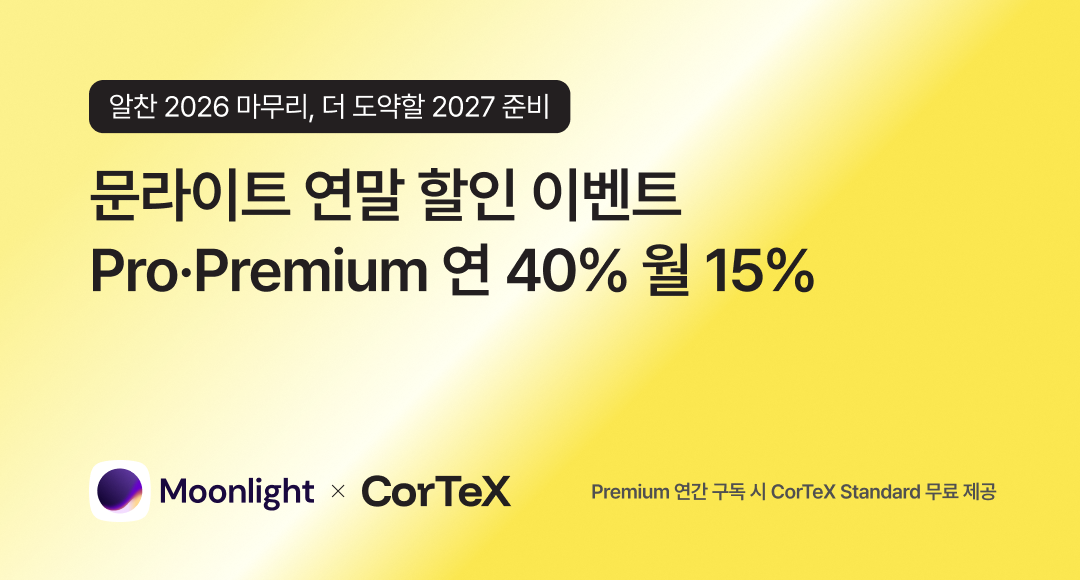 알찬 2026 마무리, 더 도약할 2027 준비
문라이트 연말 할인 이벤트
Pro·Premium 연 40% 월 15%
Moonlight × CorTeX
Premium 연간 구독 시 CorTeX Standard 무료 제공